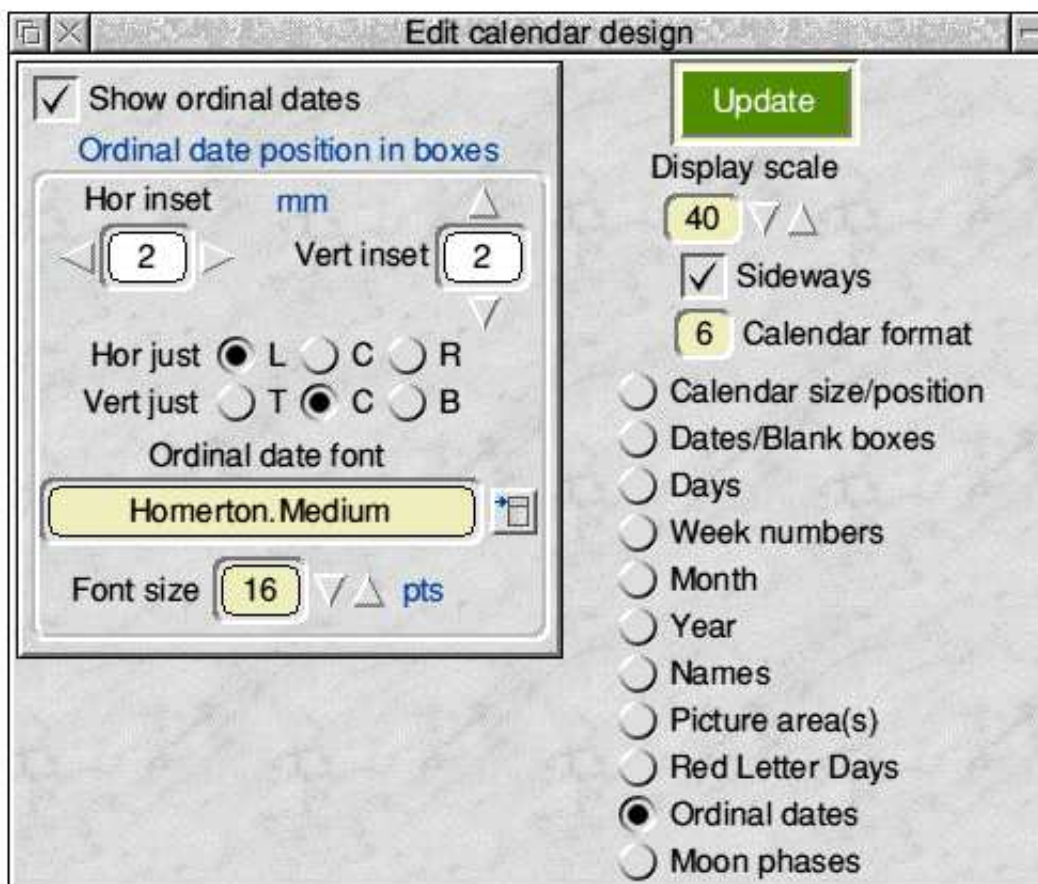 Edit calendar design
Show ordinal dates
Ordinal date position in boxes
Hor inset mm
2 Vert inset 2
Hor just L C R
Vert just T C B
Ordinal date font
Homerton.Medium
Font size 16 pts
Update
Display scale
40
Sideways
6 Calendar format
Calendar size/position
Dates/Blank boxes
Days
Week numbers
Month
Year
Names
Picture area(s)
Red Letter Days
Ordinal dates
Moon phases